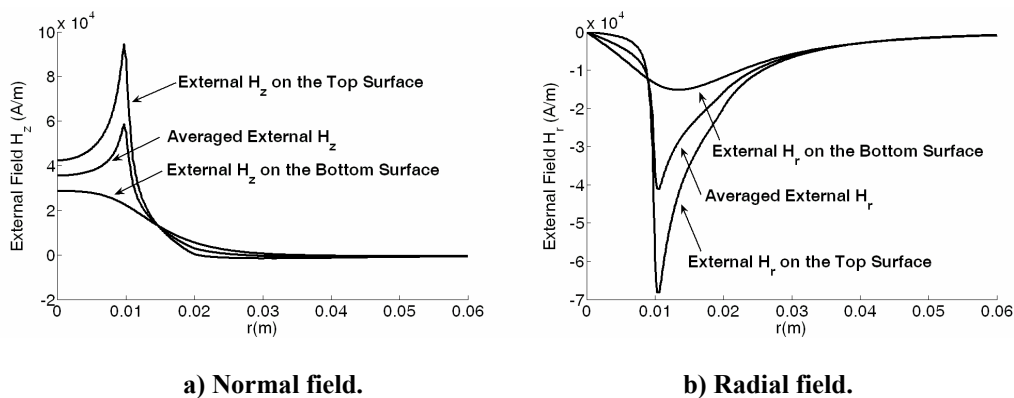 x 10⁴
10
8
6
4
2
0
-2
External Field H_z (A/m)
External H_z on the Top Surface
Averaged External H_z
External H_z on the Bottom Surface
0 0.01 0.02 0.03 0.04 0.05 0.06
r(m)
a) Normal field.
x 10⁴
0
-1
-2
-3
-4
-5
-6
-7
External Field H_r (A/m)
External H_r on the Bottom Surface
Averaged External H_r
External H_r on the Top Surface
0 0.01 0.02 0.03 0.04 0.05 0.06
r(m)
b) Radial field.